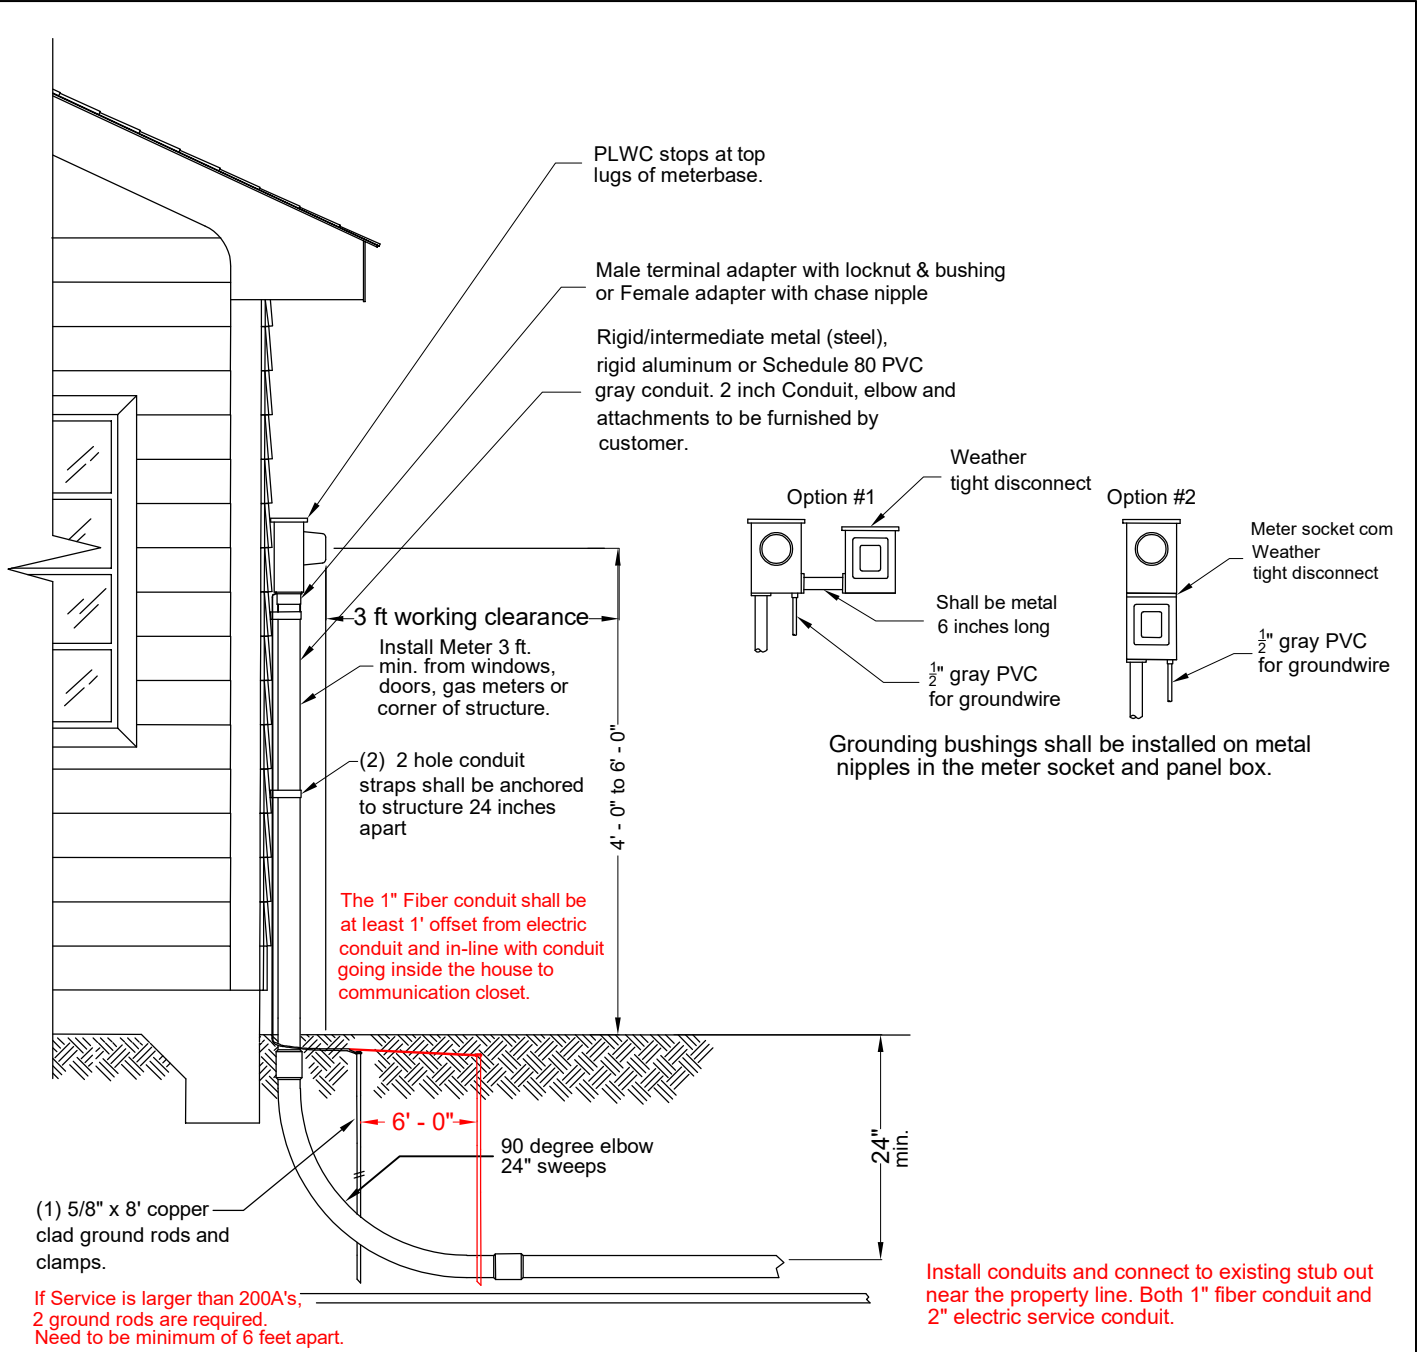 PLWC stops at top
lugs of meterbase.
Male terminal adapter with locknut & bushing
or Female adapter with chase nipple
Rigid/intermediate metal (steel),
rigid aluminum or Schedule 80 PVC
gray conduit. 2 inch Conduit, elbow and
attachments to be furnished by
customer.
Weather
tight disconnect
Option #1
Option #2
Meter socket com
Weather
tight disconnect
Shall be metal
6 inches long
1/2" gray PVC
for groundwire
1/2" gray PVC
for groundwire
Grounding bushings shall be installed on metal
nipples in the meter socket and panel box.
3 ft working clearance
Install Meter 3 ft.
min. from windows,
doors, gas meters or
corner of structure.
4' - 0" to 6' - 0"
(2) 2 hole conduit
straps shall be anchored
to structure 24 inches
apart
The 1" Fiber conduit shall be
at least 1' offset from electric
conduit and in-line with conduit
going inside the house to
communication closet.
6' - 0"
90 degree elbow
24" sweeps
24"
min.
(1) 5/8" x 8' copper
clad ground rods and
clamps.
If Service is larger than 200A's,
2 ground rods are required.
Need to be minimum of 6 feet apart.
Install conduits and connect to existing stub out
near the property line. Both 1" fiber conduit and
2" electric service conduit.